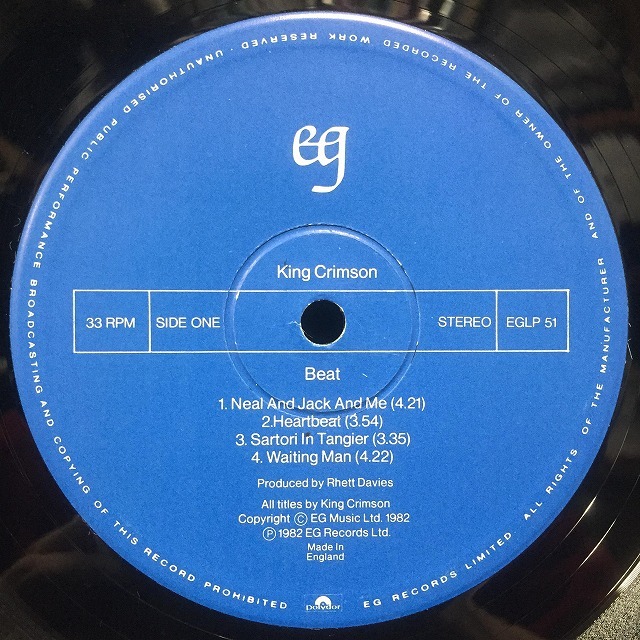 ALL RIGHTS OF THE MANUFACTURER AND OF THE OWNER OF THE RECORDED WORK RESERVED · UNAUTHORISED PUBLIC PERFORMANCE BROADCASTING AND COPYING OF THIS RECORD PROHIBITED
eg
King Crimson
33 RPM SIDE ONE STEREO EGLP 51
Beat
1. Neal And Jack And Me (4.21)
2.Heartbeat (3.54)
3. Sartori In Tangier (3.35)
4. Waiting Man (4.22)
Produced by Rhett Davies
All titles by King Crimson
Copyright © EG Music Ltd. 1982
℗ 1982 EG Records Ltd.
Made In
England
polydor
EG RECORDS LIMITED